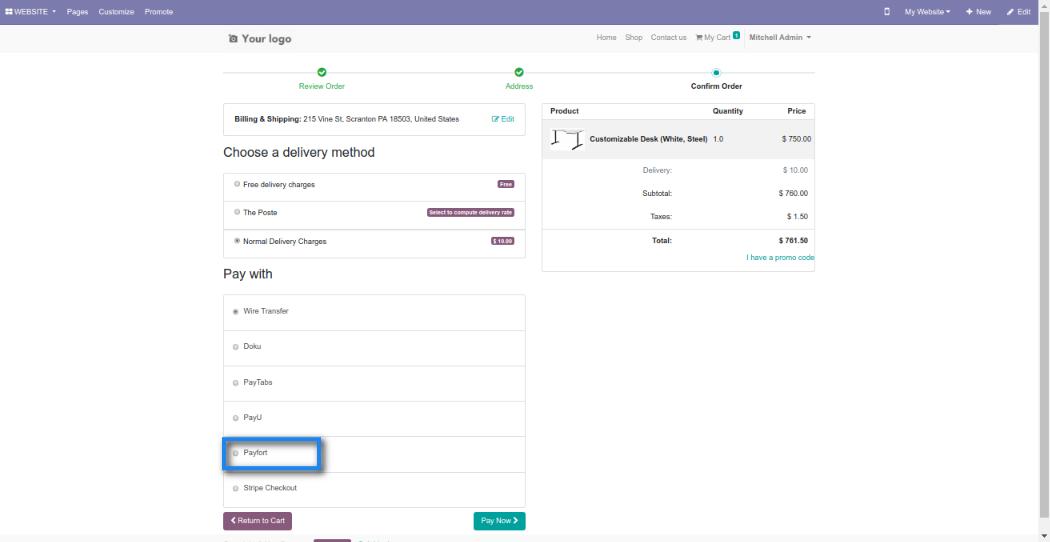 WEBSITE Pages Customize Promote My Website New Edit
Your logo Home Shop Contact us My Cart 1 Mitchell Admin
Review Order Address Confirm Order
Billing & Shipping: 215 Vine St, Scranton PA 18503, United States Edit
Choose a delivery method
Free delivery charges Free
The Poste Select to compute delivery rate
Normal Delivery Charges $ 10.00
Pay with
Wire Transfer
Doku
PayTabs
PayU
Payfort
Stripe Checkout
Return to Cart Pay Now
Product Quantity Price
Customizable Desk (White, Steel) 1.0 $ 750.00
Delivery: $ 10.00
Subtotal: $ 760.00
Taxes: $ 1.50
Total: $ 761.50
I have a promo code